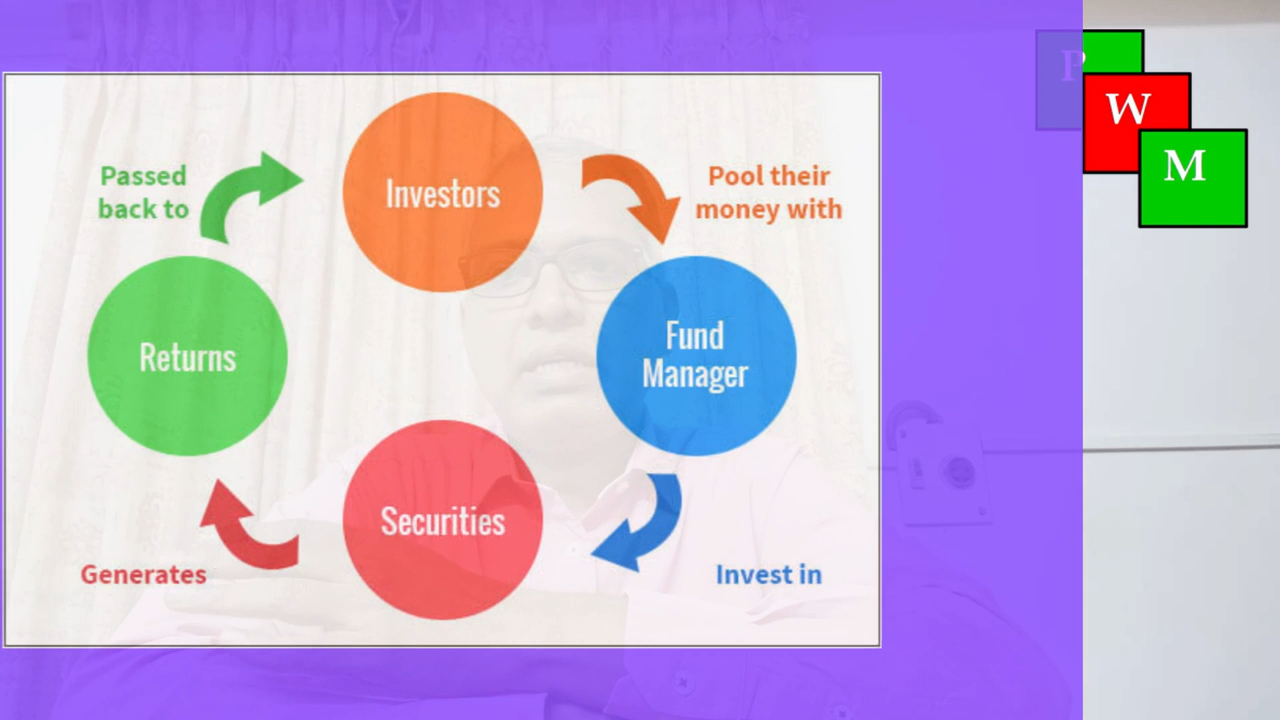 Investors
Pool their
money with
Fund
Manager
Invest in
Securities
Generates
Returns
Passed
back to
P
W
M